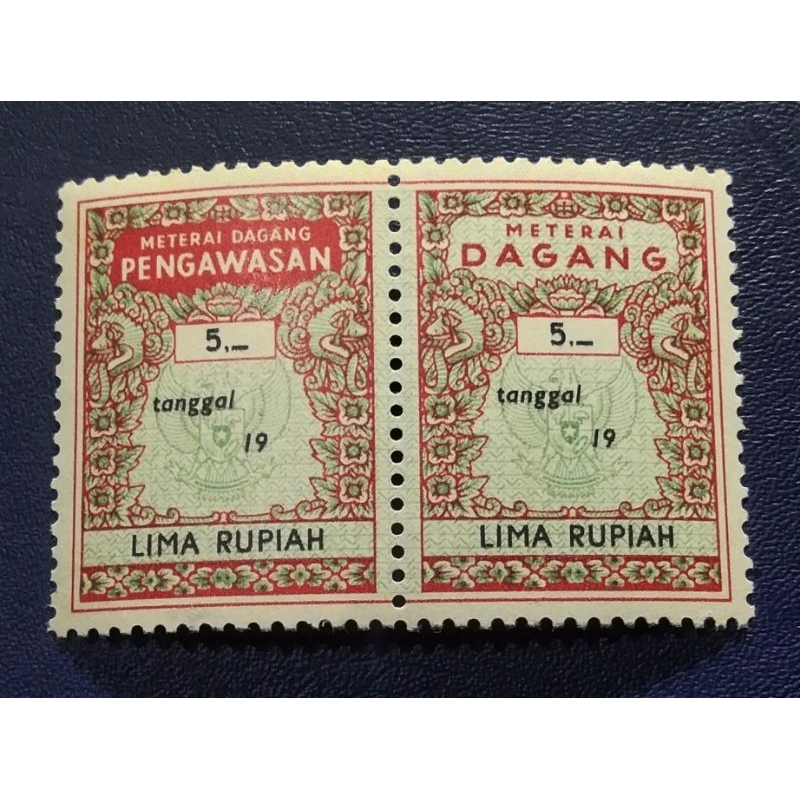 METERAI DAGANG
PENGAWASAN
5,–
tanggal
19
LIMA RUPIAH
METERAI
DAGANG
5,–
tanggal
19
LIMA RUPIAH